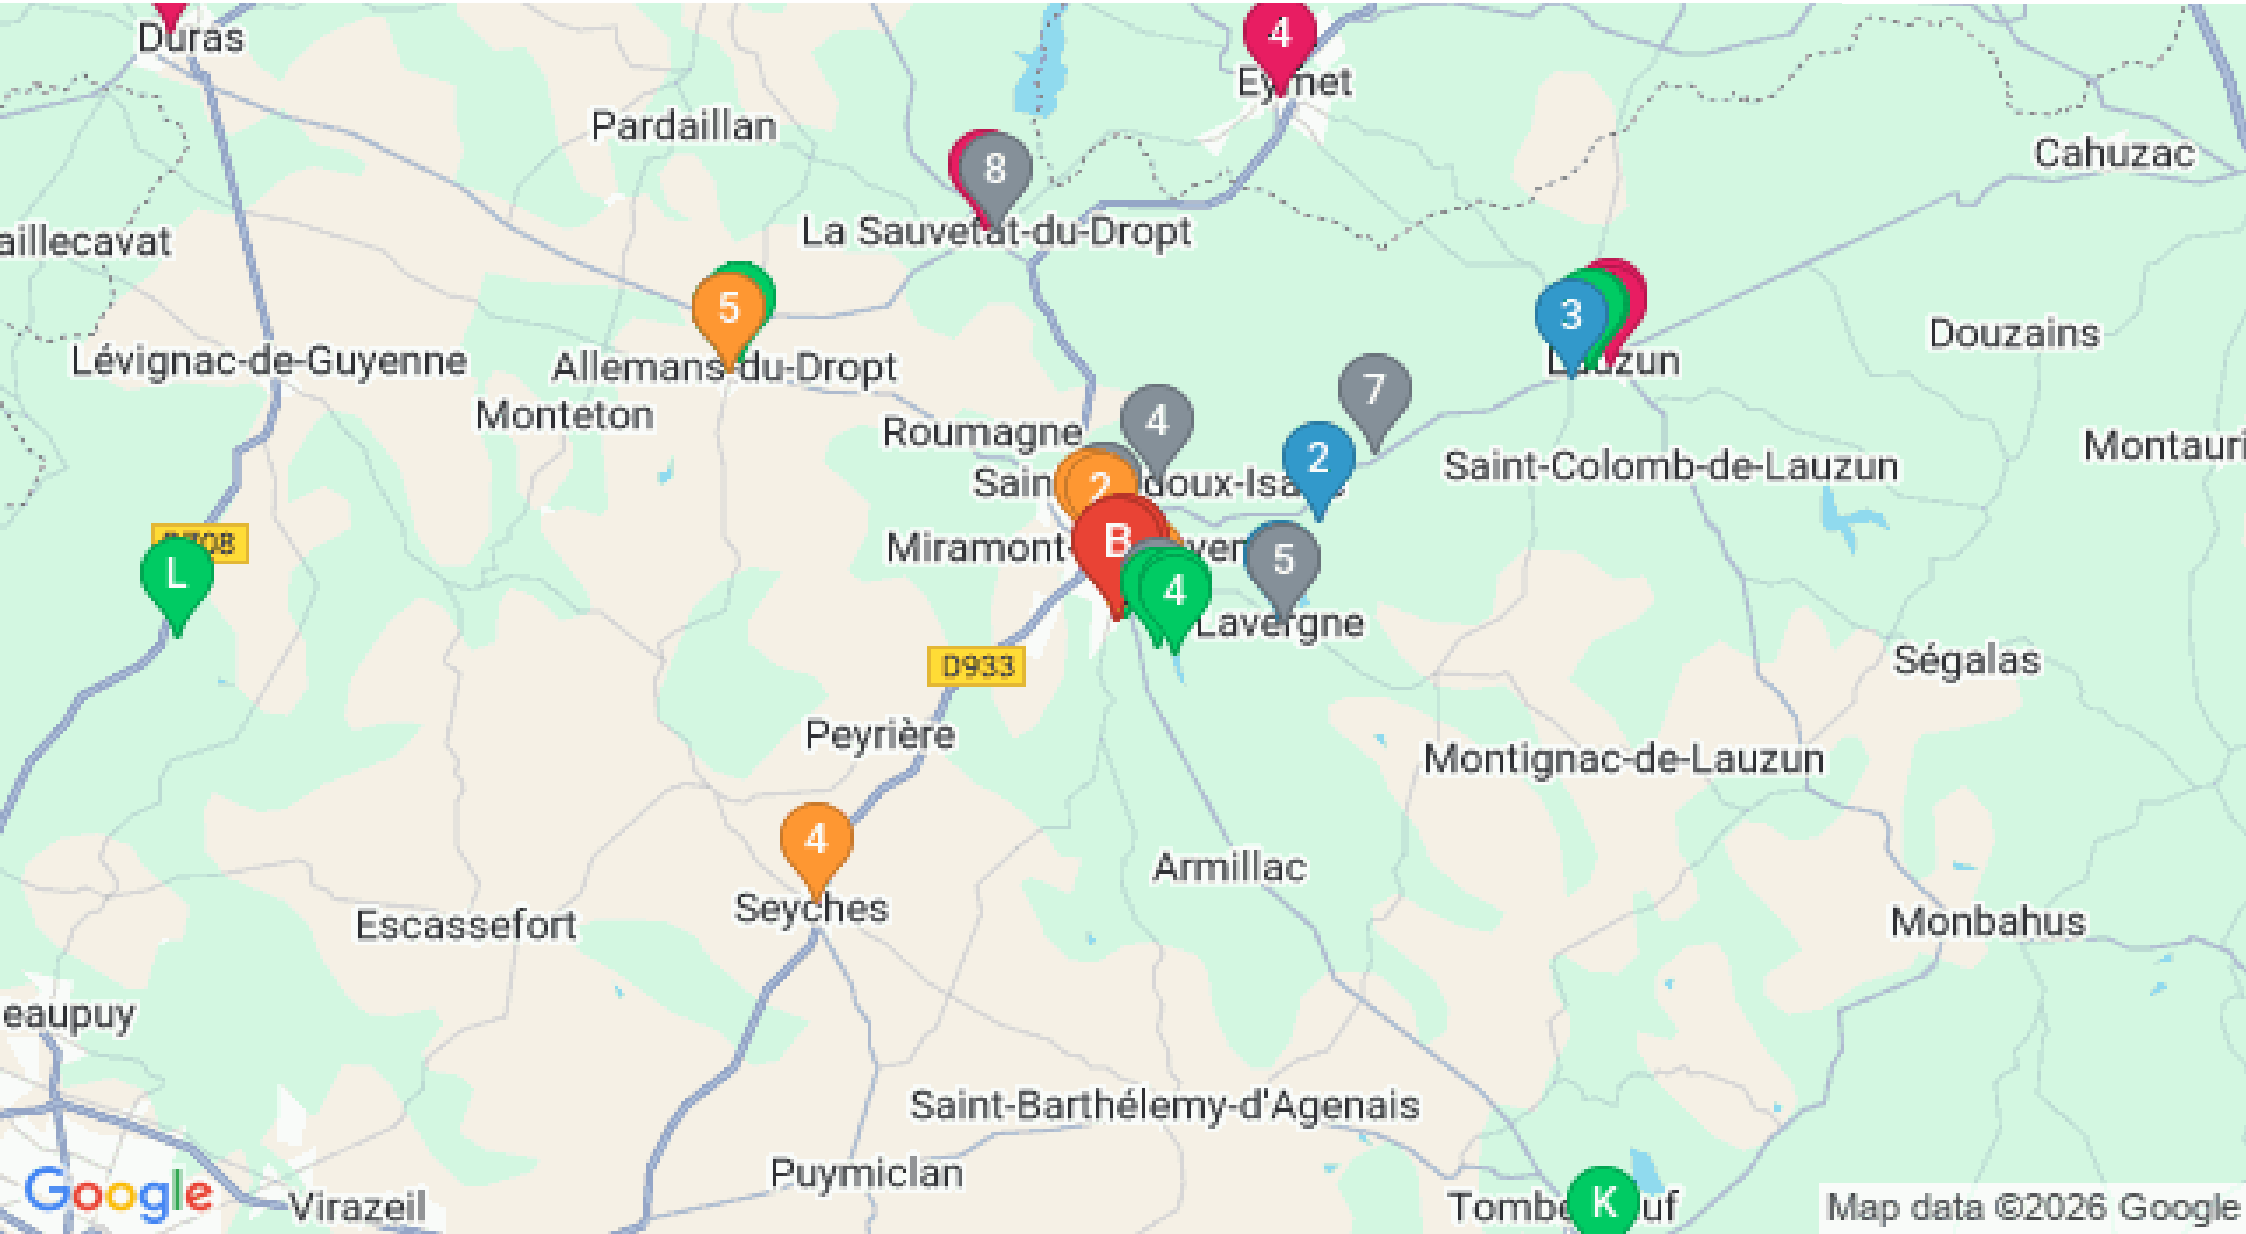 Duras
4
Eymet
Pardaillan
Cahuzac
8
La Sauvetat-du-Dropt
aillecavat
5
3
Douzains
Lévignac-de-Guyenne
Allemans-du-Dropt
Lauzun
7
Monteton
4
Roumagne
Montauri
2
Saint-Colomb-de-Lauzun
2
B
5
L
4
Lavergne
D933
Ségalas
Peyrière
Montignac-de-Lauzun
4
Armillac
Seyches
Escassefort
Monbahus
eaupuy
Saint-Barthélemy-d'Agenais
Puymiclan
Google
Virazeil
K
Map data ©2026 Google